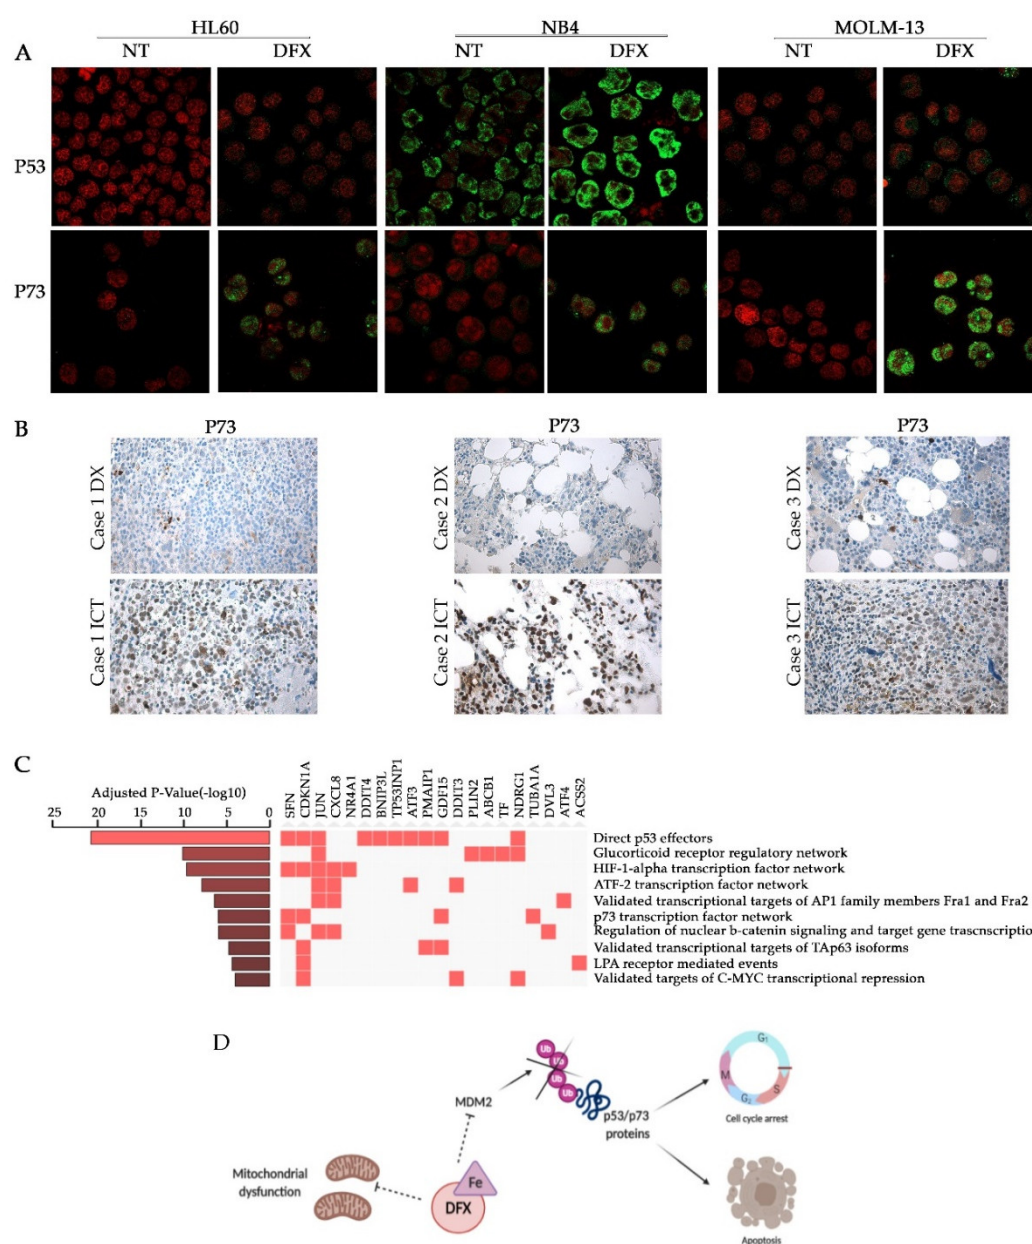 HL60 NB4 MOLM-13
A NT DFX NT DFX NT DFX
P53
P73
B P73 P73 P73
Case 1 DX Case 2 DX Case 3 DX
Case 1 ICT Case 2 ICT Case 3 ICT
C
Adjusted P-Value(-log10)
25 20 15 10 5 0
SFN CDKN1A JUN CXCL8 NR4A1 DDIT4 BNIP3L TP53INP1 ATF3 PMAIP1 GDF15 DDIT3 PLIN2 ABCB1 TF NDRG1 TUBA1A DVL3 ATF4 ACSS2
Direct p53 effectors
Glucorticoid receptor regulatory network
HIF-1-alpha transcription factor network
ATF-2 transcription factor network
Validated transcriptional targets of AP1 family members Fra1 and Fra2
p73 transcription factor network
Regulation of nuclear b-catenin signaling and target gene trascnscriptio
Validated transcriptional targets of TAp63 isoforms
LPA receptor mediated events
Validated targets of C-MYC transcriptional repression
D
Ub
Ub
Ub
Ub
MDM2
p53/p73
proteins
G1
M
S
G2
Cell cycle arrest
Mitochondrial
dysfunction
Fe
DFX
Apoptosis